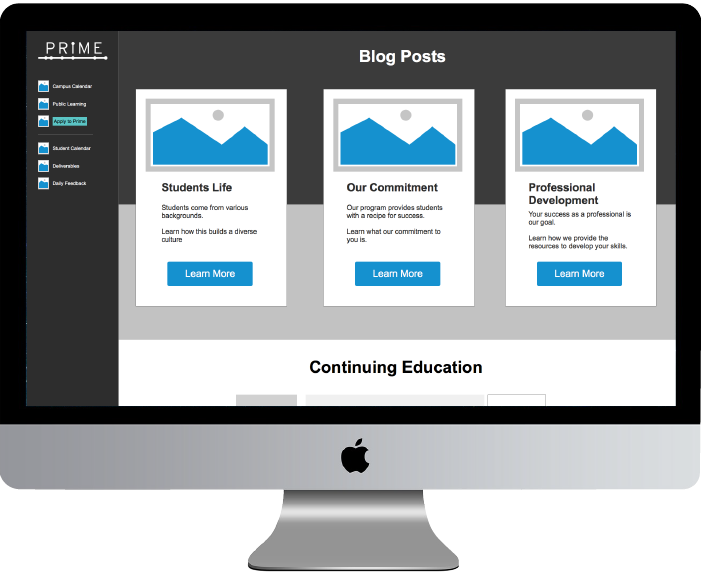 PRIME
Campus Calendar
Public Learning
Apply to Prime
Student Calendar
Deliverables
Daily Feedback
Blog Posts
Students Life
Students come from various
backgrounds.
Learn how this builds a diverse
culture
Learn More
Our Commitment
Our program provides students
with a recipe for success.
Learn what our commitment to
you is.
Learn More
Professional
Development
Your success as a professional is
our goal.
Learn how we provide the
resources to develop your skills.
Learn More
Continuing Education